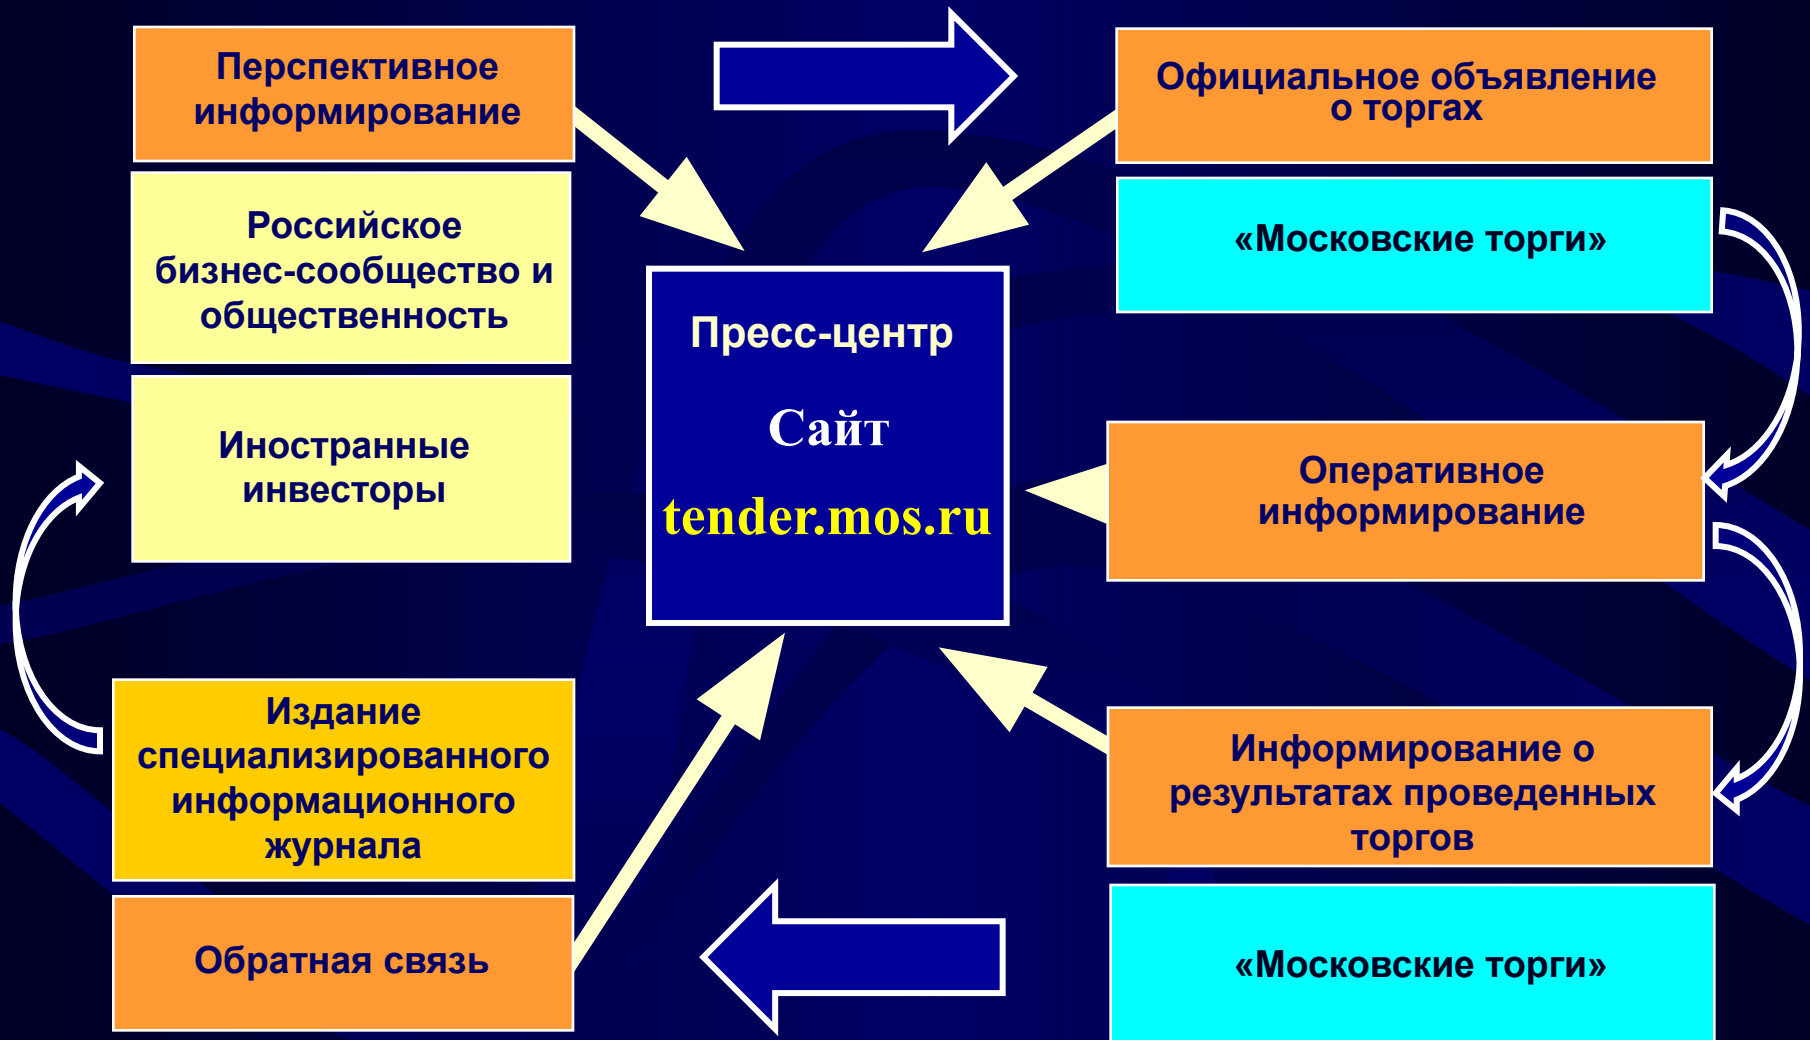 Перспективное
информирование
Российское
бизнес-сообщество и
общественность
Иностранные
инвесторы
Издание
специализированного
информационного
журнала
Обратная связь
Пресс-центр
Сайт
tender.mos.ru
Официальное объявление
о торгах
«Московские торги»
Оперативное
информирование
Информирование о
результатах проведенных
торгов
«Московские торги»